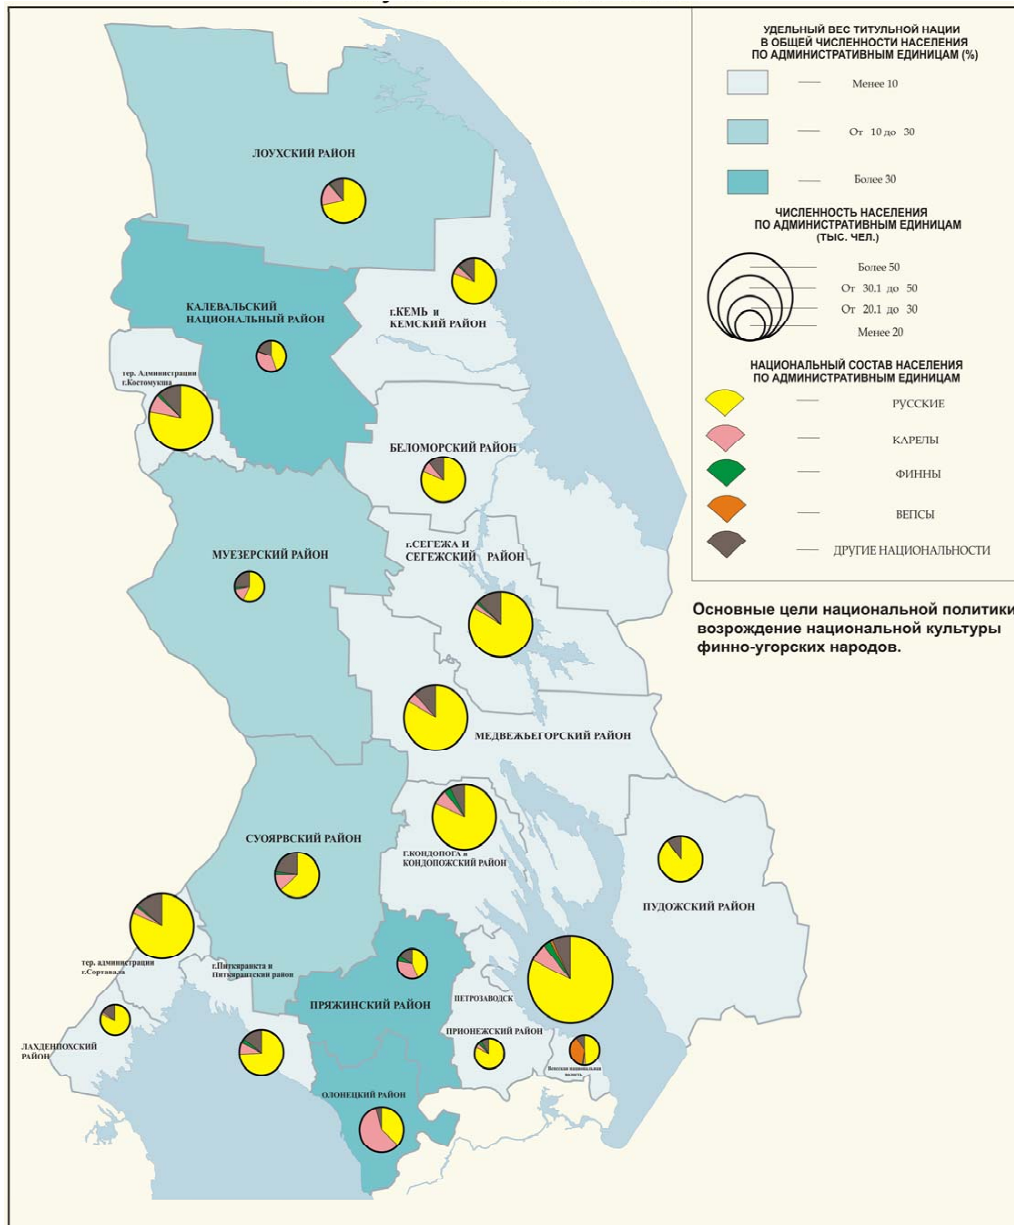 УДЕЛЬНЫЙ ВЕС ТИТУЛЬНОЙ НАЦИИ
В ОБЩЕЙ ЧИСЛЕННОСТИ НАСЕЛЕНИЯ
ПО АДМИНИСТРАТИВНЫМ ЕДИНИЦАМ (%)
Менее 10
От 10 до 30
Более 30
ЧИСЛЕННОСТЬ НАСЕЛЕНИЯ
ПО АДМИНИСТРАТИВНЫМ ЕДИНИЦАМ
(ТЫС. ЧЕЛ.)
Более 50
От 30.1 до 50
От 20.1 до 30
Менее 20
НАЦИОНАЛЬНЫЙ СОСТАВ НАСЕЛЕНИЯ
ПО АДМИНИСТРАТИВНЫМ ЕДИНИЦАМ
РУССКИЕ
КАРЕЛЫ
ФИННЫ
ВЕПСЫ
ДРУГИЕ НАЦИОНАЛЬНОСТИ
Основные цели национальной политики
возрождение национальной культуры
финно-угорских народов.
ЛОУХСКИЙ РАЙОН
КАЛЕВАЛЬСКИЙ
НАЦИОНАЛЬНЫЙ РАЙОН
г.КЕМЬ и
КЕМСКИЙ РАЙОН
тер. Администрации
г.Костомукша
БЕЛОМОРСКИЙ РАЙОН
МУЕЗЕРСКИЙ РАЙОН
г.СЕГЕЖА И
СЕГЕЖСКИЙ РАЙОН
МЕДВЕЖЬЕГОРСКИЙ РАЙОН
СУОЯРВСКИЙ РАЙОН
г.КОНДОПОГА и
КОНДОПОЖСКИЙ РАЙОН
ПУДОЖСКИЙ РАЙОН
тер. администрации
г.Сортавала
г.Питкяранкта и
Питкярантский район
ПРЯЖИНСКИЙ РАЙОН
ПЕТРОЗАВОДСК
ПРИОНЕЖСКИЙ РАЙОН
ЛАХДЕНПОХСКИЙ
РАЙОН
Вепсская национальная
волость
ОЛОНЕЦКИЙ РАЙОН